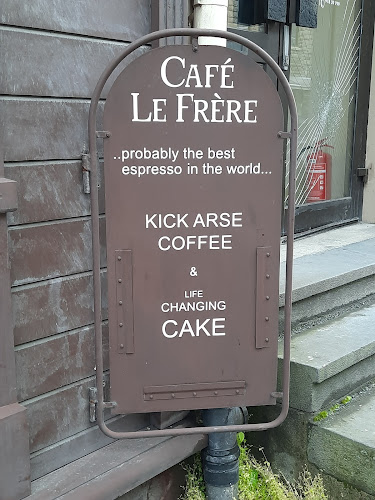 CAFÉ
LE FRÈRE
..probably the best
espresso in the world...
KICK ARSE
COFFEE
&
LIFE
CHANGING
CAKE